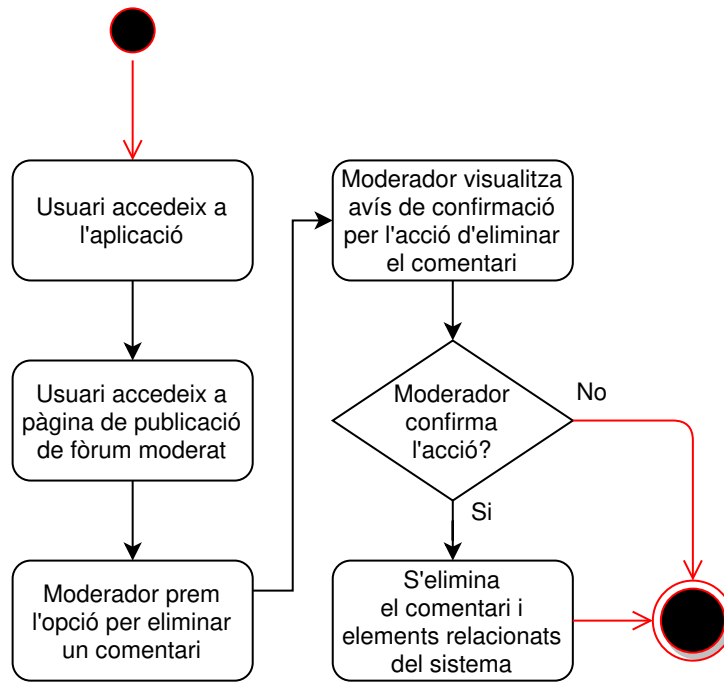 Usuari accedeix a
l'aplicació
Usuari accedeix a
pàgina de publicació
de fòrum moderat
Moderador prem
l'opció per eliminar
un comentari
Moderador visualitza
avís de confirmació
per l'acció d'eliminar
el comentari
Moderador
confirma
l'acció?
No
Si
S'elimina
el comentari i
elements relacionats
del sistema